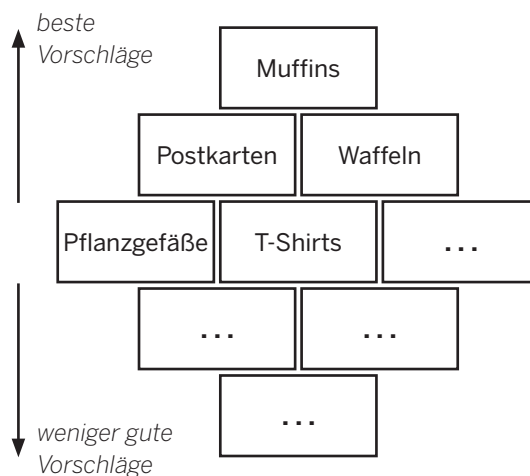 beste
Vorschläge
Muffins
Postkarten Waffeln
Pflanzgefäße T-Shirts ...
... ...
...
weniger gute
Vorschläge